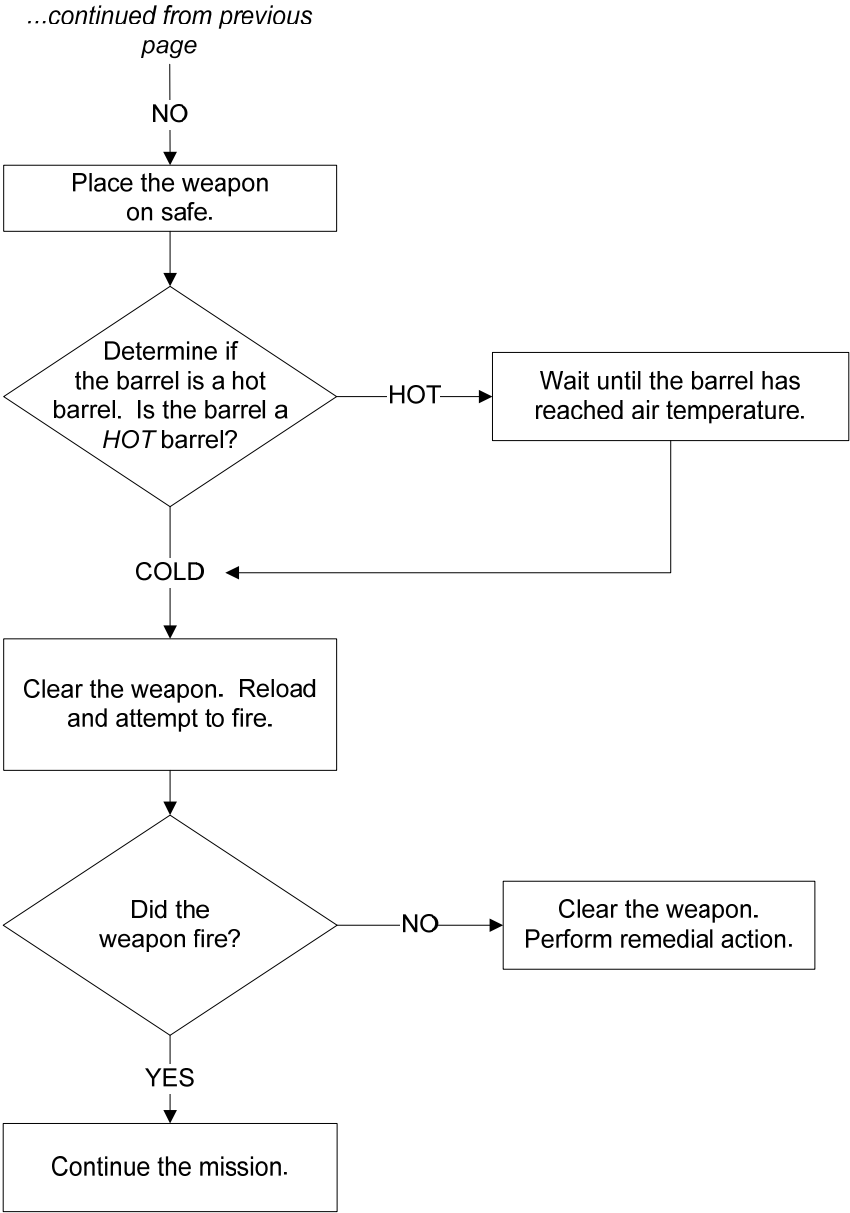 ...continued from previous
page
NO
Place the weapon
on safe.
Determine if
the barrel is a hot
barrel. Is the barrel a
HOT barrel?
HOT
Wait until the barrel has
reached air temperature.
COLD
Clear the weapon. Reload
and attempt to fire.
Did the
weapon fire?
NO
Clear the weapon.
Perform remedial action.
YES
Continue the mission.